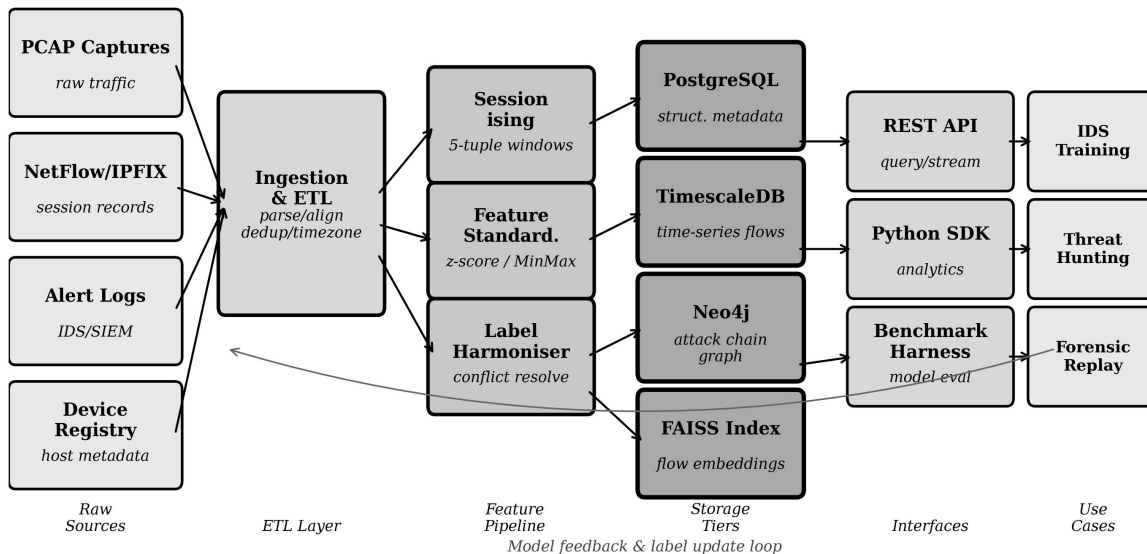 PCAP Captures
raw traffic
NetFlow/IPFIX
session records
Alert Logs
IDS/SIEM
Device
Registry
host metadata
Raw
Sources
Ingestion
& ETL
parse/align
dedup/timezone
ETL Layer
Session
ising
5-tuple windows
Feature
Standard.
z-score / MinMax
Label
Harmoniser
conflict resolve
Feature
Pipeline
PostgreSQL
struct. metadata
TimescaleDB
time-series flows
Neo4j
attack chain
graph
FAISS Index
flow embeddings
Storage
Tiers
REST API
query/stream
Python SDK
analytics
Benchmark
Harness
model eval
Interfaces
IDS
Training
Threat
Hunting
Forensic
Replay
Use
Cases
Model feedback & label update loop